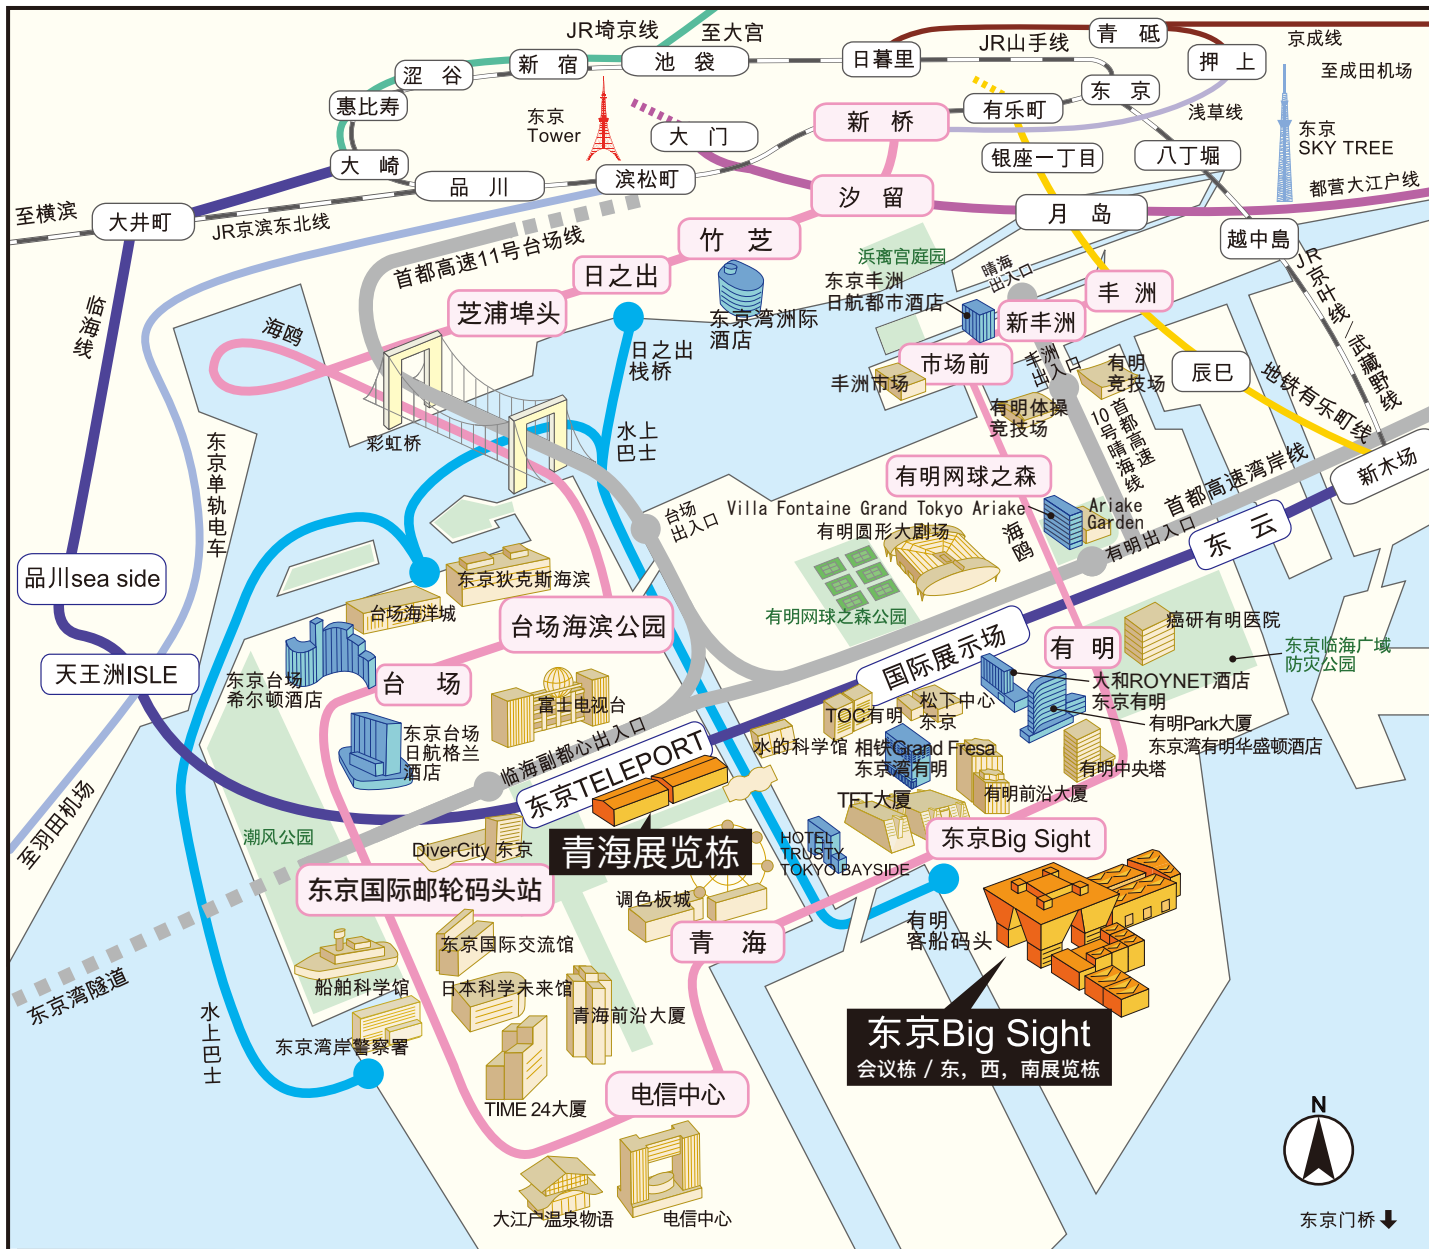 JR埼京线
至大宫
青 砥
京成线
JR山手线
新 宿
池 袋
日暮里
押 上
涩 谷
至成田机场
惠比寿
东京
Tower
有乐町
东 京
浅草线
大 门
新 桥
东京
SKY TREE
大 崎
银座一丁目
八丁堀
品 川
滨松町
都营大江户线
至横滨
大井町
JR京滨东北线
汐 留
月 岛
首都高速11号台场线
竹 芝
越中島
浜离宫庭园
日之出
东京丰洲
日航都市酒店
晴海
出入口
丰 洲
JR京叶线/武藏野线
芝浦埠头
东京湾洲际
酒店
新丰洲
临海线
海鸥
日之出
栈桥
市场前
丰洲
出入口
有明
竞技场
辰巳
丰洲市场
有明体操
竞技场
地铁有乐町线
彩虹桥
水上
巴士
首都高速
10号晴海线
东京单轨电车
有明网球之森
首都高速湾岸线
新木场
Villa Fontaine Grand Tokyo Ariake
Ariake
Garden
台场
出入口
有明圆形大剧场
海鸥
有明出入口
东 云
品川sea side
东京狄克斯海滨
台场海洋城
台场海滨公园
有明网球之森公园
国际展示场
癌研有明医院
有 明
东京临海广域
防灾公园
天王洲ISLE
东京台场
希尔顿酒店
台 场
富士电视台
大和ROYNET酒店
东京有明
松下中心
东京
TOC有明
有明Park大厦
东京湾有明华盛顿酒店
东京台场
日航格兰
酒店
临海副都心出入口
水的科学馆
相铁Grand Fresa
东京湾有明
有明中央塔
东京TELEPORT
有明前沿大厦
至羽田机场
TFT大厦
潮风公园
DiverCity 东京
青海展览栋
HOTEL
TRUSTY
TOKYO BAYSIDE
东京Big Sight
东京国际邮轮码头站
调色板城
有明
客船码头
东京国际交流馆
青 海
东京湾隧道
船舶科学馆
日本科学未来馆
青海前沿大厦
水上巴士
东京湾岸警察署
东京Big Sight
会议栋 / 东，西，南展览栋
TIME 24大厦
电信中心
N
大江户温泉物语
电信中心
东京门桥